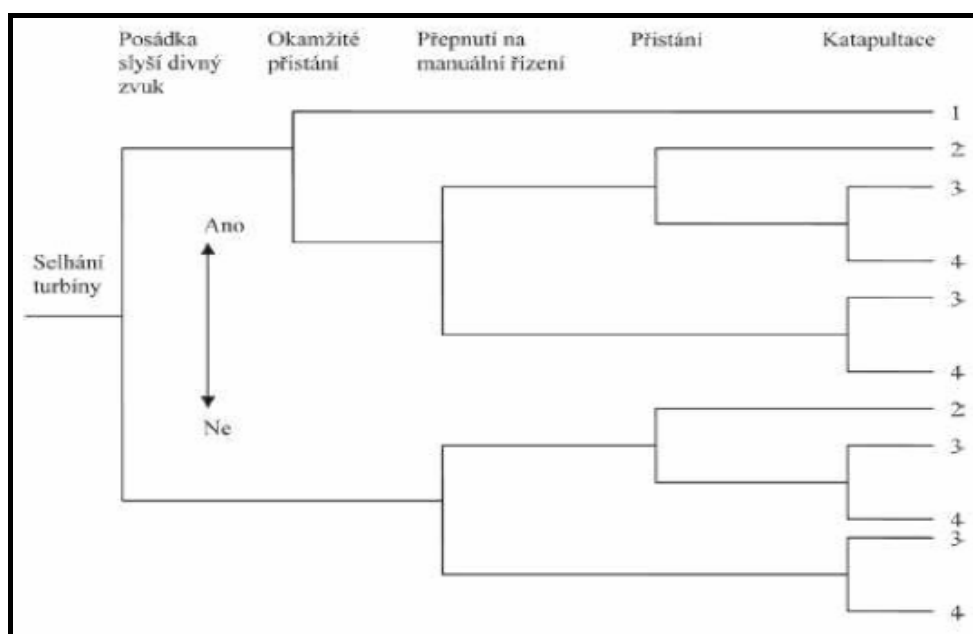 Posádka
slyší divný
zvuk
Okamžité
přistání
Přepnutí na
manuální řízení
Přistání
Katapultace
1
2
3
Ano
Selhání
turbíny
4
3
4
Ne
2
3
4
3
4